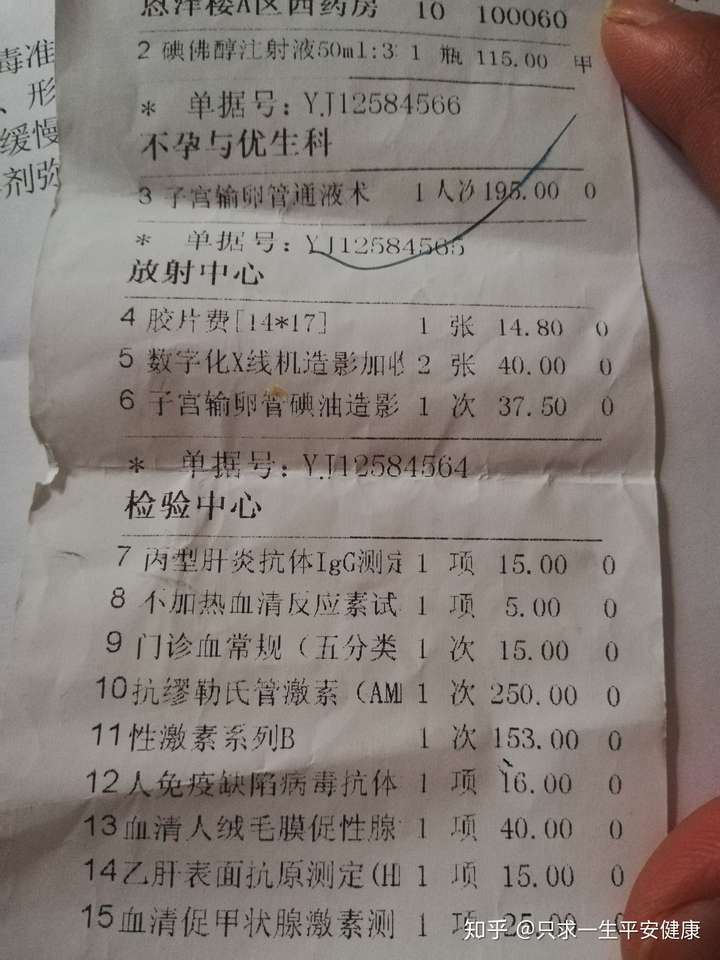 恩泽楼A区西药房 10 100060
2 碘佛醇注射液50ml:3 1 瓶 115.00 甲
* 单据号: YJ12584566
不孕与优生科
3 子宫输卵管通液术 1 人次 195.00 0
* 单据号: YJ12584565
放射中心
4 胶片费[14*17] 1 张 14.80 0
5 数字化X线机造影加收 2 张 40.00 0
6 子宫输卵管碘油造影 1 次 37.50 0
* 单据号: YJ12584564
检验中心
7 丙型肝炎抗体IgG测定 1 项 15.00 0
8 不加热血清反应素试 1 项 5.00 0
9 门诊血常规（五分类 1 次 15.00 0
10 抗缪勒氏管激素（AM 1 次 250.00 0
11 性激素系列B 1 次 153.00 0
12 人免疫缺陷病毒抗体 1 项 16.00 0
13 血清人绒毛膜促性腺 1 项 40.00 0
14 乙肝表面抗原测定(H 1 项 15.00 0
15 血清促甲状腺激素测 1 项 25.00 0
毒准
、形
缓慢
剂弥
知乎 @只求一生平安健康